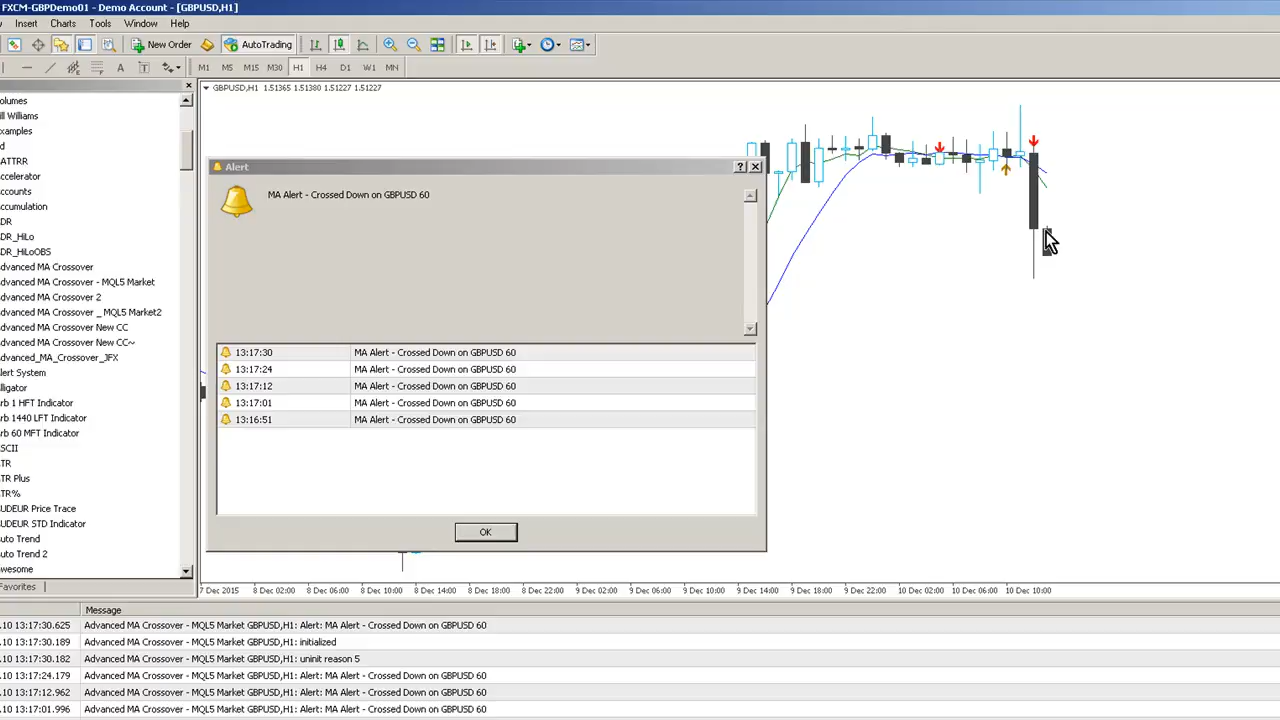 FXCM-GBPDemo01 - Demo Account - [GBPUSD,H1]
Insert Charts Tools Window Help
New Order AutoTrading
A T M1 M5 M15 M30 H1 H4 D1 W1 MN
GBPUSD,H1 1.51365 1.51380 1.51227 1.51227
olumes
ill Williams
xamples
d
ATTRR
ccelerator
ccounts
ccumulation
DR
DR_HiLo
DR_HiLoOBS
dvanced MA Crossover
dvanced MA Crossover - MQL5 Market
dvanced MA Crossover 2
dvanced MA Crossover _ MQL5 Market2
dvanced MA Crossover New CC
dvanced MA Crossover New CC~
dvanced_MA_Crossover_JFX
lert System
lligator
rb 1 HFT Indicator
rb 1440 LFT Indicator
rb 60 MFT Indicator
SCII
TR
TR Plus
TR%
UDEUR Price Trace
UDEUR STD Indicator
uto Trend
uto Trend 2
wesome
Favorites
Alert
MA Alert - Crossed Down on GBPUSD 60
13:17:30 MA Alert - Crossed Down on GBPUSD 60
13:17:24 MA Alert - Crossed Down on GBPUSD 60
13:17:12 MA Alert - Crossed Down on GBPUSD 60
13:17:01 MA Alert - Crossed Down on GBPUSD 60
13:16:51 MA Alert - Crossed Down on GBPUSD 60
OK
7 Dec 2015 8 Dec 02:00 8 Dec 06:00 8 Dec 10:00 8 Dec 14:00 8 Dec 18:00 8 Dec 22:00 9 Dec 02:00 9 Dec 06:00 9 Dec 10:00 9 Dec 14:00 9 Dec 18:00 9 Dec 22:00 10 Dec 02:00 10 Dec 06:00 10 Dec 10:00
Message
.10 13:17:30.625 Advanced MA Crossover - MQL5 Market GBPUSD,H1: Alert: MA Alert - Crossed Down on GBPUSD 60
.10 13:17:30.189 Advanced MA Crossover - MQL5 Market GBPUSD,H1: initialized
.10 13:17:30.182 Advanced MA Crossover - MQL5 Market GBPUSD,H1: uninit reason 5
.10 13:17:24.179 Advanced MA Crossover - MQL5 Market GBPUSD,H1: Alert: MA Alert - Crossed Down on GBPUSD 60
.10 13:17:12.962 Advanced MA Crossover - MQL5 Market GBPUSD,H1: Alert: MA Alert - Crossed Down on GBPUSD 60
.10 13:17:01.996 Advanced MA Crossover - MQL5 Market GBPUSD,H1: Alert: MA Alert - Crossed Down on GBPUSD 60